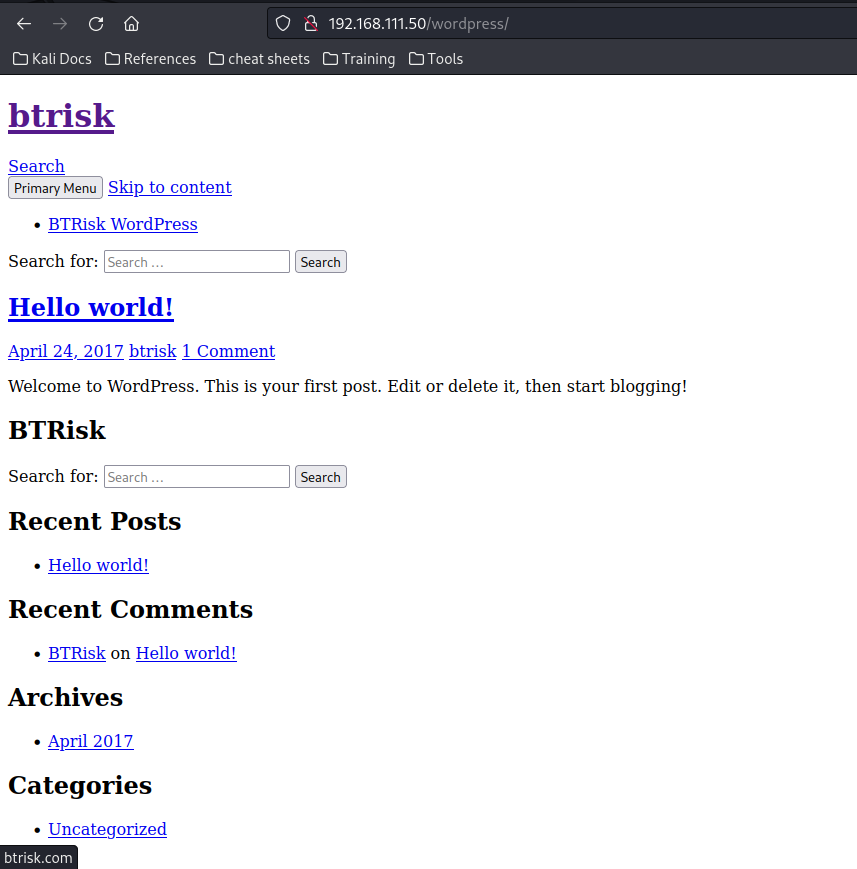 192.168.111.50/wordpress/
Kali Docs References cheat sheets Training Tools
btrisk
Search
Primary Menu Skip to content
BTRisk WordPress
Search for: Search … Search
Hello world!
April 24, 2017 btrisk 1 Comment
Welcome to WordPress. This is your first post. Edit or delete it, then start blogging!
BTRisk
Search for: Search … Search
Recent Posts
Hello world!
Recent Comments
BTRisk on Hello world!
Archives
April 2017
Categories
Uncategorized
btrisk.com